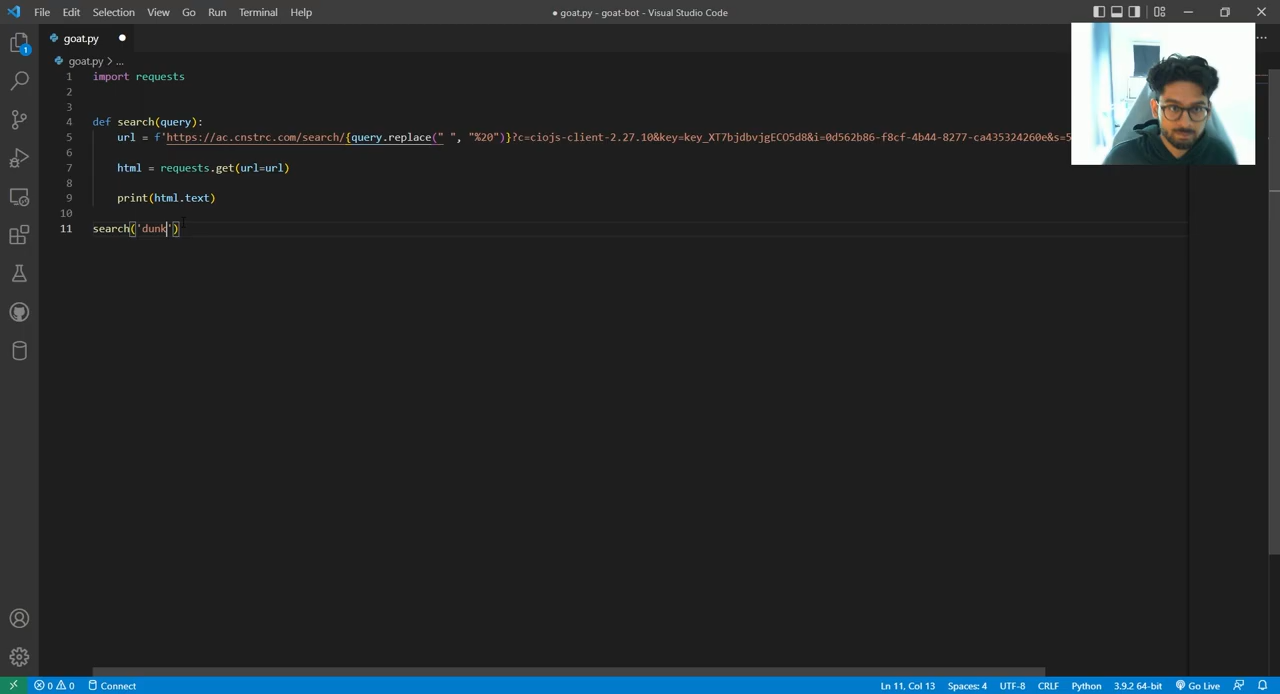 File Edit Selection View Go Run Terminal Help
● goat.py - goat-bot - Visual Studio Code
goat.py
goat.py > ...
1 import requests
2
3
4 def search(query):
5 url = f'https://ac.cnstrc.com/search/{query.replace(" ", "%20")}?c=ciojs-client-2.27.10&key=key_XT7bjdbvjgECO5d8&i=0d562b86-f8cf-4b44-8277-ca435324260e&s=5
6
7 html = requests.get(url=url)
8
9 print(html.text)
10
11 search('dunk')
1
0 0 Connect
Ln 11, Col 13 Spaces: 4 UTF-8 CRLF Python 3.9.2 64-bit Go Live